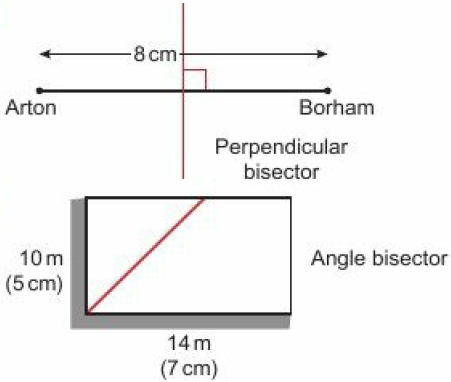 8 cm
Arton
Borham
Perpendicular
bisector
10 m
(5 cm)
Angle bisector
14 m
(7 cm)